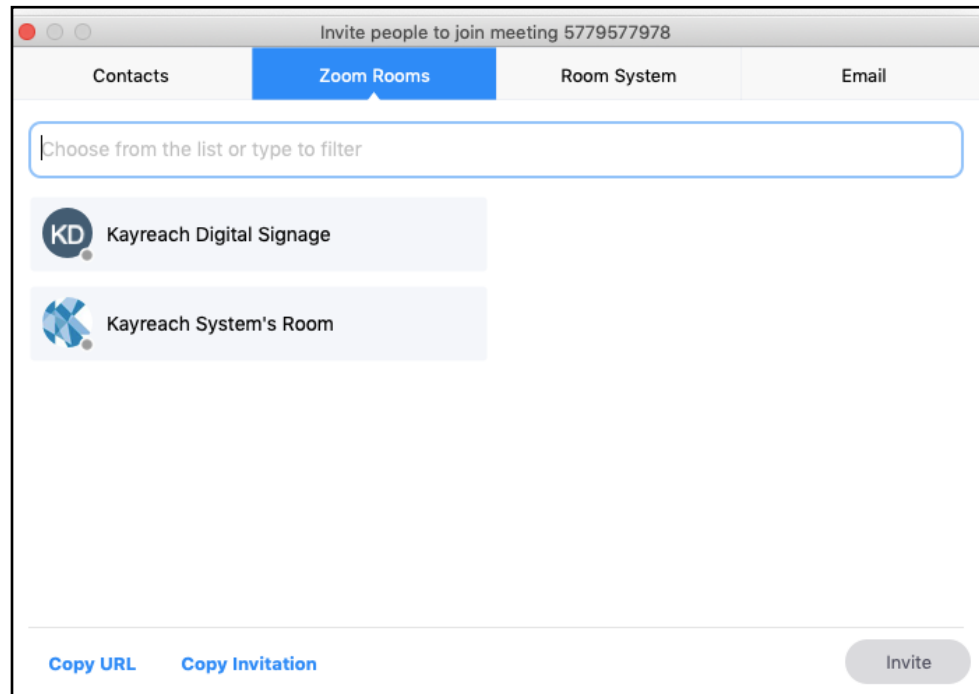 Invite people to join meeting 5779577978
Contacts Zoom Rooms Room System Email
Choose from the list or type to filter
KD Kayreach Digital Signage
Kayreach System's Room
Copy URL Copy Invitation Invite